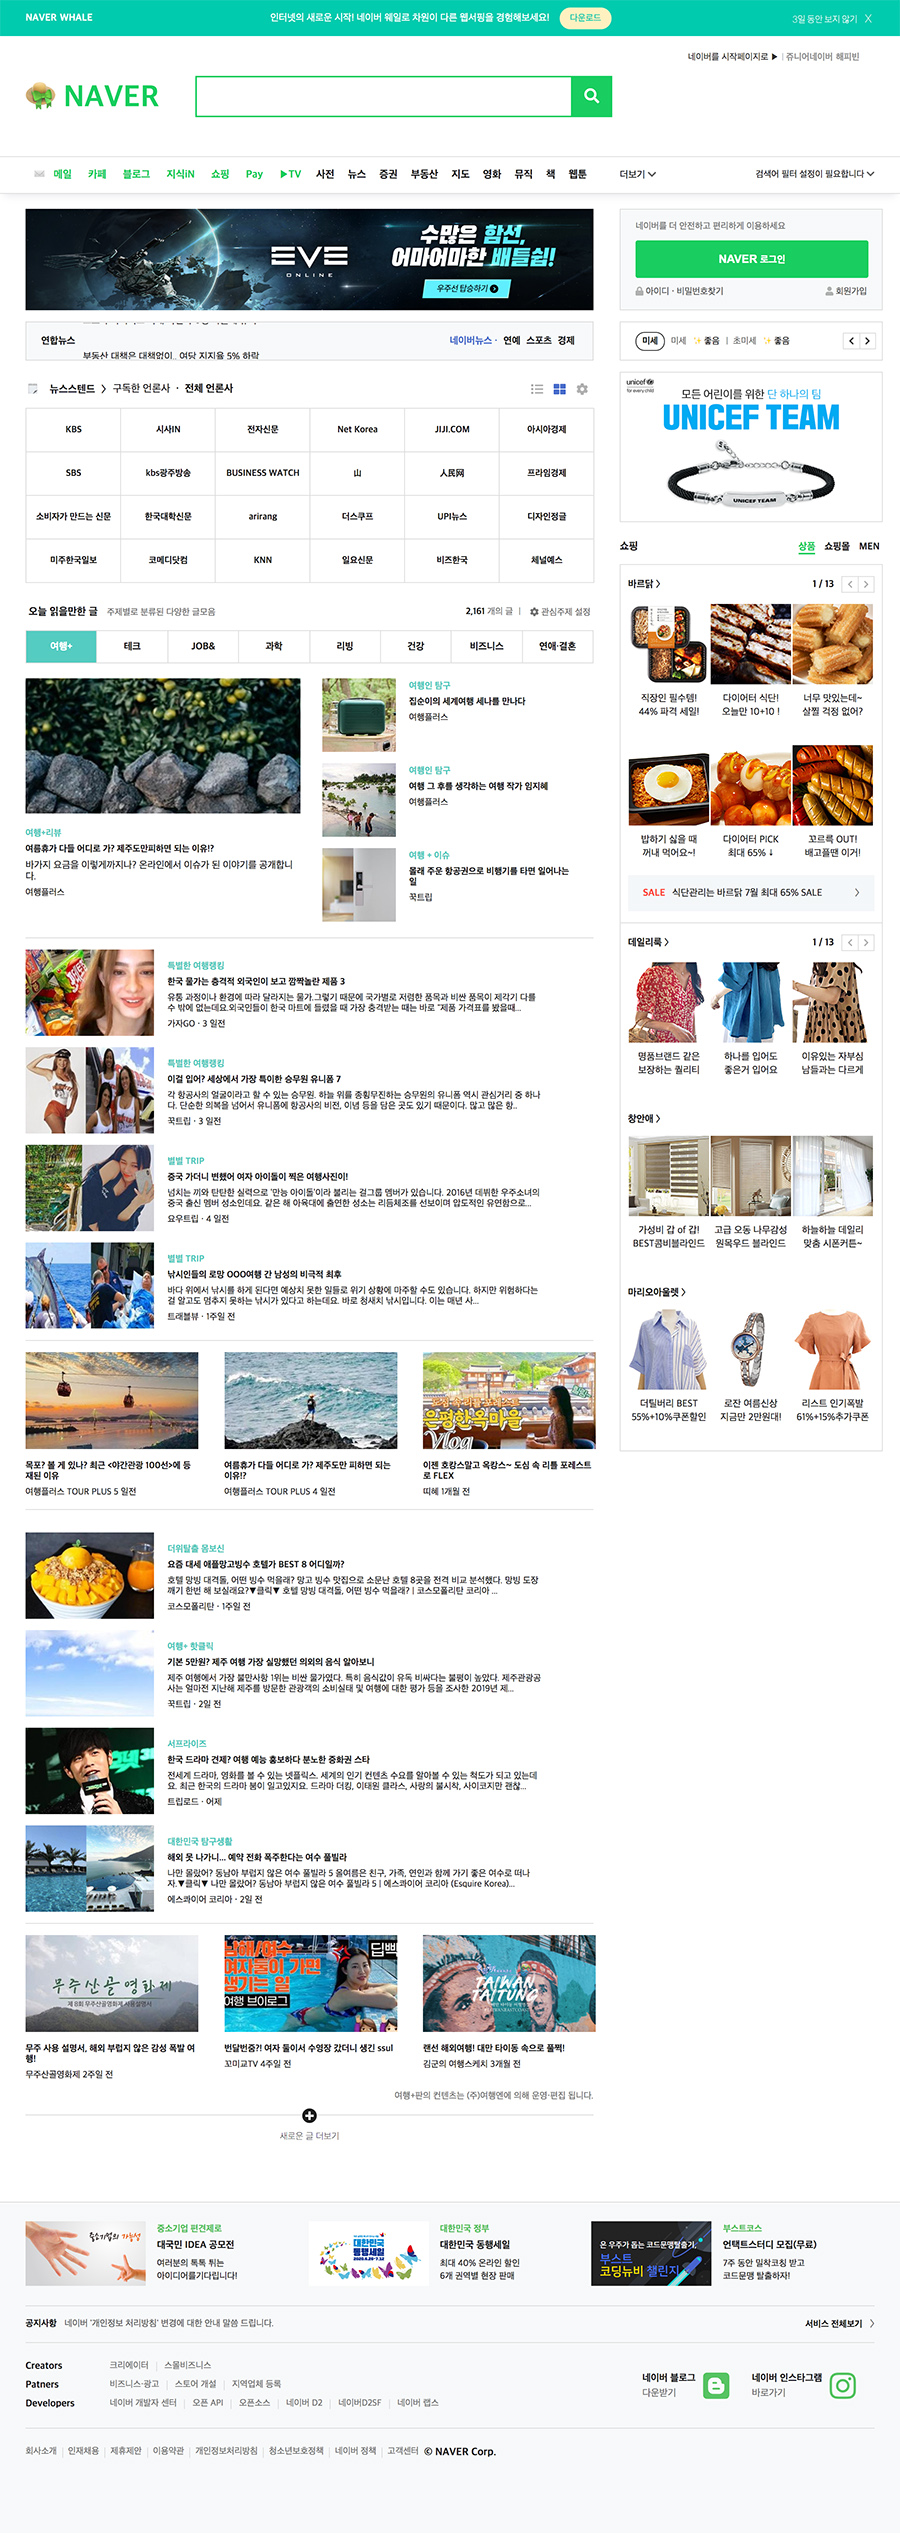 NAVER WHALE
인터넷의 새로운 시작! 네이버 웨일로 차원이 다른 웹서핑을 경험해보세요!
다운로드
3일 동안 보지 않기 X
네이버를 시작페이지로 ▶ | 쥬니어네이버 해피빈
NAVER
메일 카페 블로그 지식iN 쇼핑 Pay ▶TV 사전 뉴스 증권 부동산 지도 영화 뮤직 책 웹툰
더보기
검색어 필터 설정이 필요합니다
EVE
ONLINE
수많은 함선,
어마어마한 배틀쉽!
우주선 탑승하기
네이버를 더 안전하고 편리하게 이용하세요
NAVER 로그인
아이디 · 비밀번호찾기
회원가입
연합뉴스
부동산 대책은 대책없이.. 여당 지지율 5% 하락
네이버뉴스 · 연예 스포츠 경제
미세 미세 ✨좋음 | 초미세 ✨좋음
뉴스스텐드 > 구독한 언론사 · 전체 언론사
KBS 시사IN 전자신문 Net Korea JIJI.COM 아시아경제
SBS kbs광주방송 BUSINESS WATCH 山 人民网 프라임경제
소비자가 만드는 신문 한국대학신문 arirang 더스쿠프 UPI뉴스 디자인정글
미주한국일보 코메디닷컴 KNN 일요신문 비즈한국 채널예스
unicef
for every child
모든 어린이를 위한 단 하나의 팀
UNICEF TEAM
UNICEF TEAM
쇼핑
상품 쇼핑몰 MEN
바르닭 >
1 / 13
직장인 필수템!
44% 파격 세일!
다이어터 식단!
오늘만 10+10 !
너무 맛있는데~
살찔 걱정 없어?
밥하기 싫을 때
꺼내 먹어요~!
다이어터 PICK
최대 65% ↓
꼬르륵 OUT!
배고플땐 이거!
SALE 식단관리는 바르닭 7월 최대 65% SALE
데일리룩 >
1 / 13
명품브랜드 같은
보장하는 퀄리티
하나를 입어도
좋은거 입어요
이유있는 자부심
남들과는 다르게
창안애 >
가성비 갑 of 갑!
BEST콤비블라인드
고급 오동 나무감성
원목우드 블라인드
하늘하늘 데일리
맞춤 시폰커튼~
마리오아울렛 >
더틸버리 BEST
55%+10%쿠폰할인
로잔 여름신상
지금만 2만원대!
리스트 인기폭발
61%+15%추가쿠폰
오늘 읽을만한 글 주제별로 분류된 다양한 글모음
2,161 개의 글 |
관심주제 설정
여행+ 테크 JOB& 과학 리빙 건강 비즈니스 연애·결혼
여행+리뷰
여름휴가 다들 어디로 가? 제주도만피하면 되는 이유!?
바가지 요금을 이렇게까지나? 온라인에서 이슈가 된 이야기를 공개합니
다.
여행플러스
여행인 탐구
집순이의 세계여행 세나를 만나다
여행플러스
여행인 탐구
여행 그 후를 생각하는 여행 작가 임지혜
여행플러스
여행 + 이슈
몰래 주운 항공권으로 비행기를 타면 일어나는
일
꾹트립
특별한 여행랭킹
한국 물가는 충격적 외국인이 보고 깜짝놀란 제품 3
유통 과정이나 환경에 따라 달라지는 물가.그렇기 때문에 국가별로 저렴한 품목과 비싼 품목이 제각기 다를
수 밖에 없는데요.외국인들이 한국 마트에 들렸을 때 가장 충격받는 때는 바로 "제품 가격표를 봤을때...
가자GO · 3 일전
특별한 여행랭킹
이걸 입어? 세상에서 가장 특이한 승무원 유니폼 7
각 항공사의 얼굴이라고 할 수 있는 승무원. 하늘 위를 종횡무진하는 승무원의 유니폼 역시 관심거리 중 하나
다. 단순한 의복을 넘어서 유니폼에 항공사의 비전, 이념 등을 담은 곳도 있기 때문이다. 많고 많은 항..
꾹트립 · 3 일전
별별 TRIP
중국 가더니 변했어 여자 아이돌이 찍은 여행사진이!
넘치는 끼와 탄탄한 실력으로 '만능 아이돌'이라 불리는 걸그룹 멤버가 있습니다. 2016년 데뷔한 우주소녀의
중국 출신 멤버 성소인데요. 같은 해 아육대에 출연한 성소는 리듬체조를 선보이며 압도적인 유연함으로...
요우트립 · 4 일전
별별 TRIP
낚시인들의 로망 OOO여행 간 남성의 비극적 최후
바다 위에서 낚시를 하게 된다면 예상치 못한 일들로 위기 상황에 마주할 수도 있습니다. 하지만 위험하다는
걸 알고도 멈추지 못하는 낚시가 있다고 하는데요. 바로 청새치 낚시입니다. 이는 매년 사...
트래블뷰 · 1주일 전
은평한옥마을
Vlog
목포? 볼 게 있나? 최근 <야간관광 100선>에 등
재된 이유
여행플러스 TOUR PLUS 5 일전
여름휴가 다들 어디로 가? 제주도만 피하면 되는
이유!?
여행플러스 TOUR PLUS 4 일전
이젠 호캉스말고 옥캉스~ 도심 속 리틀 포레스트
로 FLEX
띠혜 1개월 전
더위탈출 몸보신
요즘 대세 애플망고빙수 호텔가 BEST 8 어디일까?
호텔 망빙 대격돌, 어떤 빙수 먹을래? 망고 빙수 맛집으로 소문난 호텔 8곳을 전격 비교 분석했다. 망빙 도장
깨기 한번 해 보실래요?▼클릭▼ 호텔 망빙 대격돌, 어떤 빙수 먹을래? | 코스모폴리탄 코리아 ...
코스모폴리탄 · 1주일 전
여행+ 핫클릭
기본 5만원? 제주 여행 가장 실망했던 의외의 음식 알아보니
제주 여행에서 가장 불만사항 1위는 비싼 물가였다. 특히 음식값이 유독 비싸다는 불평이 높았다. 제주관광공
사는 얼마전 지난해 제주를 방문한 관광객의 소비실태 및 여행에 대한 평가 등을 조사한 2019년 제...
꾹트립 · 2일 전
서프라이즈
한국 드라마 견제? 여행 예능 홍보하다 분노한 중화권 스타
전세계 드라마, 영화를 볼 수 있는 넷플릭스. 세계의 인기 컨텐츠 수요를 알아볼 수 있는 척도가 되고 있는데
요. 최근 한국의 드라마 붐이 일고있지요. 드라마 더킹, 이태원 클라스, 사랑의 불시착, 사이코지만 괜찮...
트립로드 · 어제
대한민국 탐구생활
해외 못 나가니... 예약 전화 폭주한다는 여수 풀빌라
나만 몰랐어? 동남아 부럽지 않은 여수 풀빌라 5 올여름은 친구, 가족, 연인과 함께 가기 좋은 여수로 떠나
자.▼클릭▼ 나만 몰랐어? 동남아 부럽지 않은 여수 풀빌라 5 | 에스콰이어 코리아 (Esquire Korea)...
에스콰이어 코리아 · 2일 전
무주산골영화제
제 8회 무주산골영화제 사용설명서
남해/여수
여자둘이 가면
생기는 일
여행 브이로그
TAIWAN
TAITUNG
무주 사용 설명서, 해외 부럽지 않은 감성 폭발 여
행!
무주산골영화제 2주일 전
번달번줌?! 여자 둘이서 수영장 갔더니 생긴 ssul
꼬미교TV 4주일 전
랜선 해외여행! 대만 타이동 속으로 풀쩍!
김군의 여행스케치 3개월 전
여행+판의 컨텐츠는 (주)여행엔에 의해 운영·편집 됩니다.
새로운 글 더보기
중소기업의 가능성
중소기업 편견제로
대국민 IDEA 공모전
여러분의 톡톡 튀는
아이디어를기다립니다!
대한민국
동행세일
2020.6.26-7.12
대한민국 정부
대한민국 동행세일
최대 40% 온라인 할인
6개 권역별 현장 판매
온 우주가 돕는 코드문맹탈출기,
부스트
코딩뉴비 챌린지
부스트코스
언택트스터디 모집(무료)
7주 동안 밀착코칭 받고
코드문맹 탈출하자!
공지사항 네이버 '개인정보 처리방침' 변경에 대한 안내 말씀 드립니다.
서비스 전체보기 >
Creators 크리에이터 | 스몰비즈니스
Patners 비즈니스·광고 | 스토어 개설 | 지역업체 등록
Developers 네이버 개발자 센터 | 오픈 API | 오픈소스 | 네이버 D2 | 네이버D2SF | 네이버 랩스
네이버 블로그
다운받기
네이버 인스타그램
바로가기
회사소개 | 인재채용 | 제휴제안 | 이용약관 | 개인정보처리방침 | 청소년보호정책 | 네이버 정책 | 고객센터 © NAVER Corp.